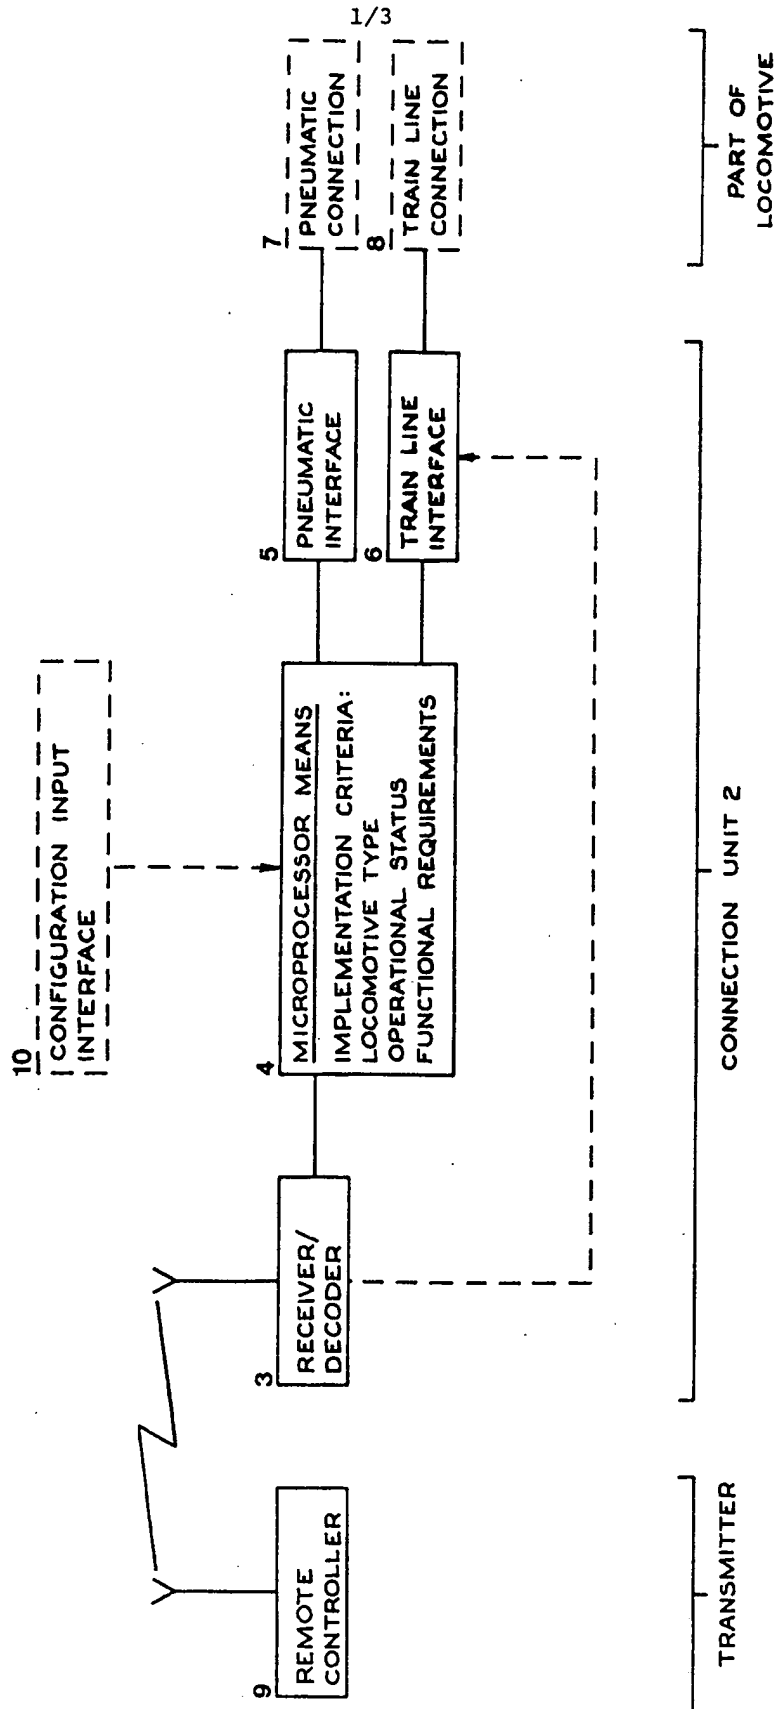 1/3
10
CONFIGURATION INPUT
INTERFACE
9
REMOTE
CONTROLLER
3
RECEIVER/
DECODER
4
MICROPROCESSOR MEANS
IMPLEMENTATION CRITERIA:
LOCOMOTIVE TYPE
OPERATIONAL STATUS
FUNCTIONAL REQUIREMENTS
5
PNEUMATIC
INTERFACE
7
PNEUMATIC
CONNECTION
6
TRAIN LINE
INTERFACE
8
TRAIN LINE
CONNECTION
TRANSMITTER
CONNECTION UNIT 2
PART OF
LOCOMOTIVE